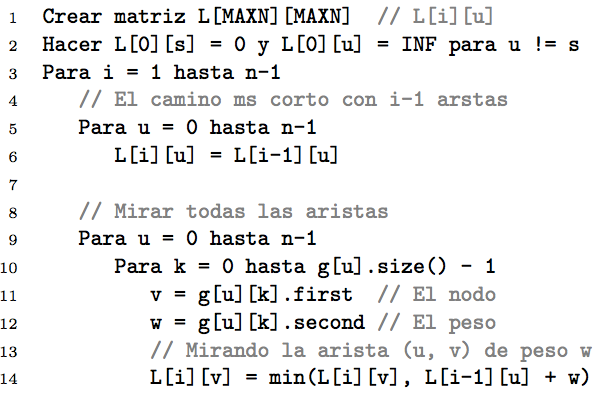 1 Crear matriz L[MAXN][MAXN] // L[i][u]
2 Hacer L[0][s] = 0 y L[0][u] = INF para u != s
3 Para i = 1 hasta n-1
4 // El camino ms corto con i-1 arstas
5 Para u = 0 hasta n-1
6 L[i][u] = L[i-1][u]
7
8 // Mirar todas las aristas
9 Para u = 0 hasta n-1
10 Para k = 0 hasta g[u].size() - 1
11 v = g[u][k].first // El nodo
12 w = g[u][k].second // El peso
13 // Mirando la arista (u, v) de peso w
14 L[i][v] = min(L[i][v], L[i-1][u] + w)